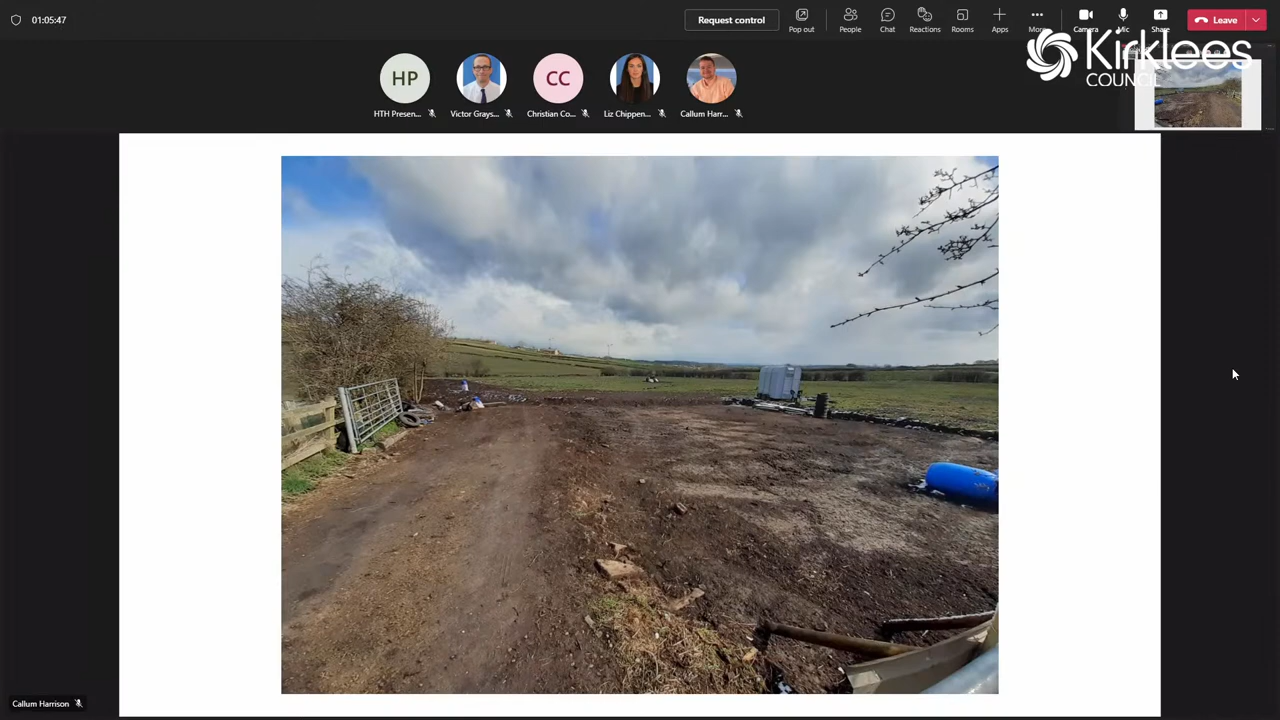 01:05:47
Request control
Pop out
People
Chat
Reactions
Rooms
Apps
More
Camera
Mic
Share
Leave
Kirklees
COUNCIL
HP
CC
HTH Presen...
Victor Grays...
Christian Co...
Liz Chippen...
Callum Harr...
Callum Harrison